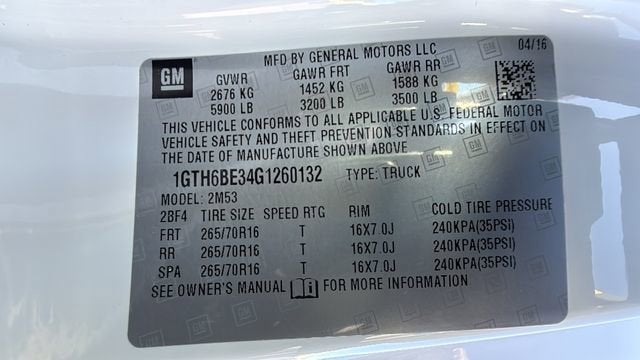 MFD BY GENERAL MOTORS LLC
04/16
GM
GVWR GAWR FRT GAWR RR
2676 KG 1452 KG 1588 KG
5900 LB 3200 LB 3500 LB
THIS VEHICLE CONFORMS TO ALL APPLICABLE U.S. FEDERAL MOTOR
VEHICLE SAFETY AND THEFT PREVENTION STANDARDS IN EFFECT ON
THE DATE OF MANUFACTURE SHOWN ABOVE
1GTH6BE34G1260132 TYPE: TRUCK
MODEL: 2M53
2BF4 TIRE SIZE SPEED RTG RIM COLD TIRE PRESSURE
FRT 265/70R16 T 16X7.0J 240KPA(35PSI)
RR 265/70R16 T 16X7.0J 240KPA(35PSI)
SPA 265/70R16 T 16X7.0J 240KPA(35PSI)
SEE OWNER'S MANUAL FOR MORE INFORMATION